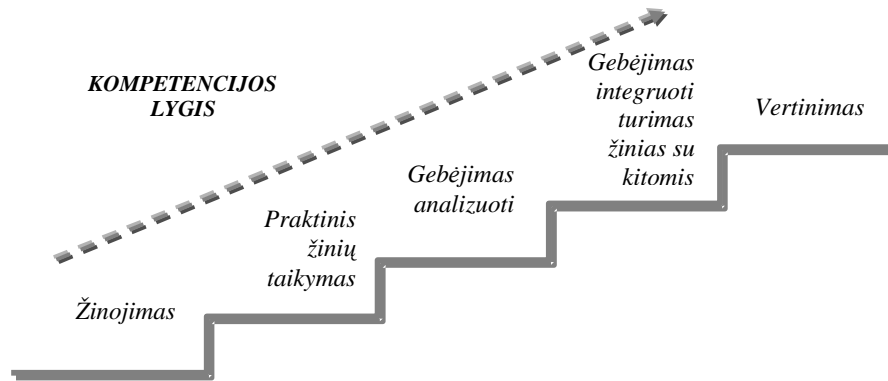 KOMPETENCIJOS
LYGIS
Žinojimas
Praktinis
žinių
taikymas
Gebėjimas
analizuoti
Gebėjimas
integruoti
turimas
žinias su
kitomis
Vertinimas